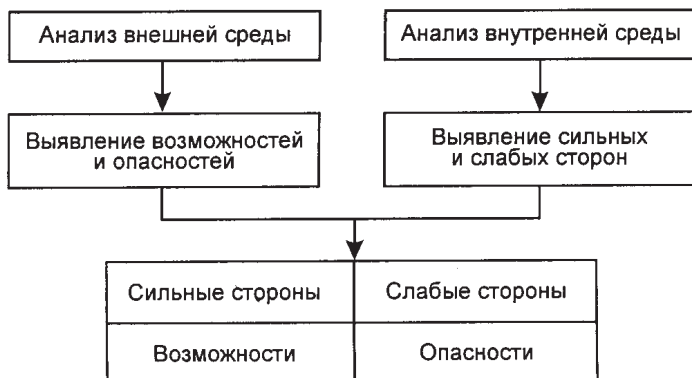 Анализ внешней среды
Анализ внутренней среды
Выявление возможностей
и опасностей
Выявление сильных
и слабых сторон
Сильные стороны
Слабые стороны
Возможности
Опасности